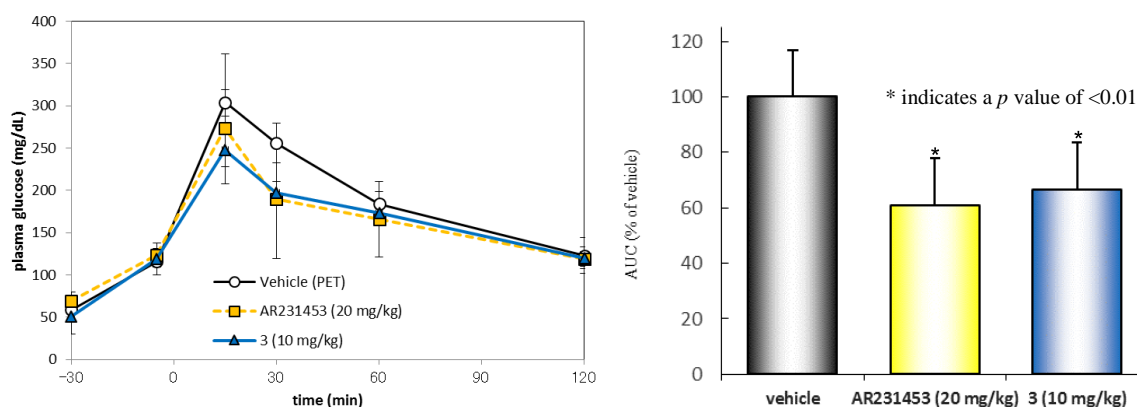 400
350
300
250
200
150
100
50
0
plasma glucose (mg/dL)
Vehicle (PET)
AR231453 (20 mg/kg)
3 (10 mg/kg)
−30 0 30 60 120
time (min)
120
100
80
60
40
20
0
AUC (% of vehicle)
* indicates a p value of <0.01
*
*
vehicle AR231453 (20 mg/kg) 3 (10 mg/kg)